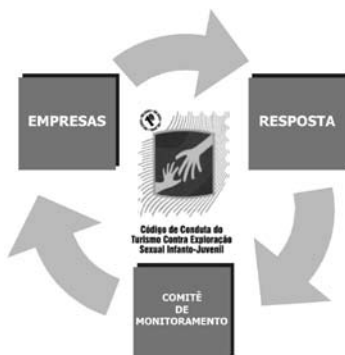 EMPRESAS
RESPOSTA
Código de Conduta do
Turismo Contra Exploração
Sexual Infanto-Juvenil
COMITÊ
DE
MONITORAMENTO